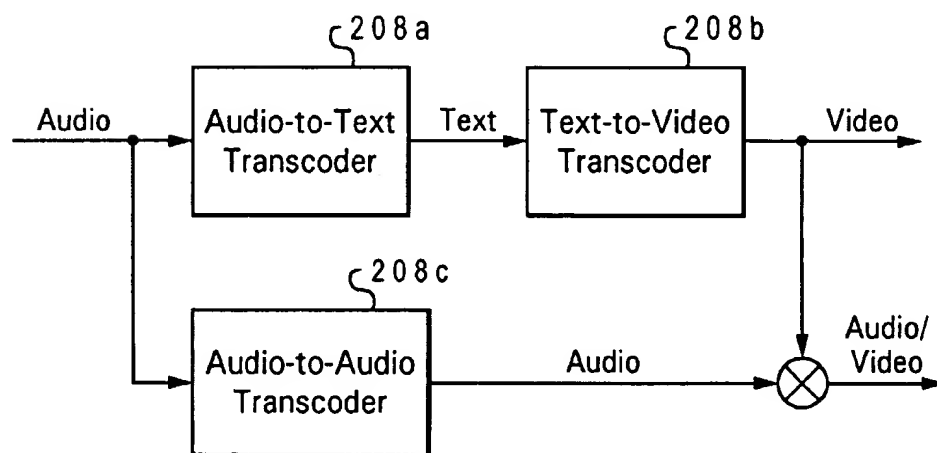 208a
208b
Audio
Audio-to-Text
Transcoder
Text
Text-to-Video
Transcoder
Video
208c
Audio-to-Audio
Transcoder
Audio
Audio/
Video